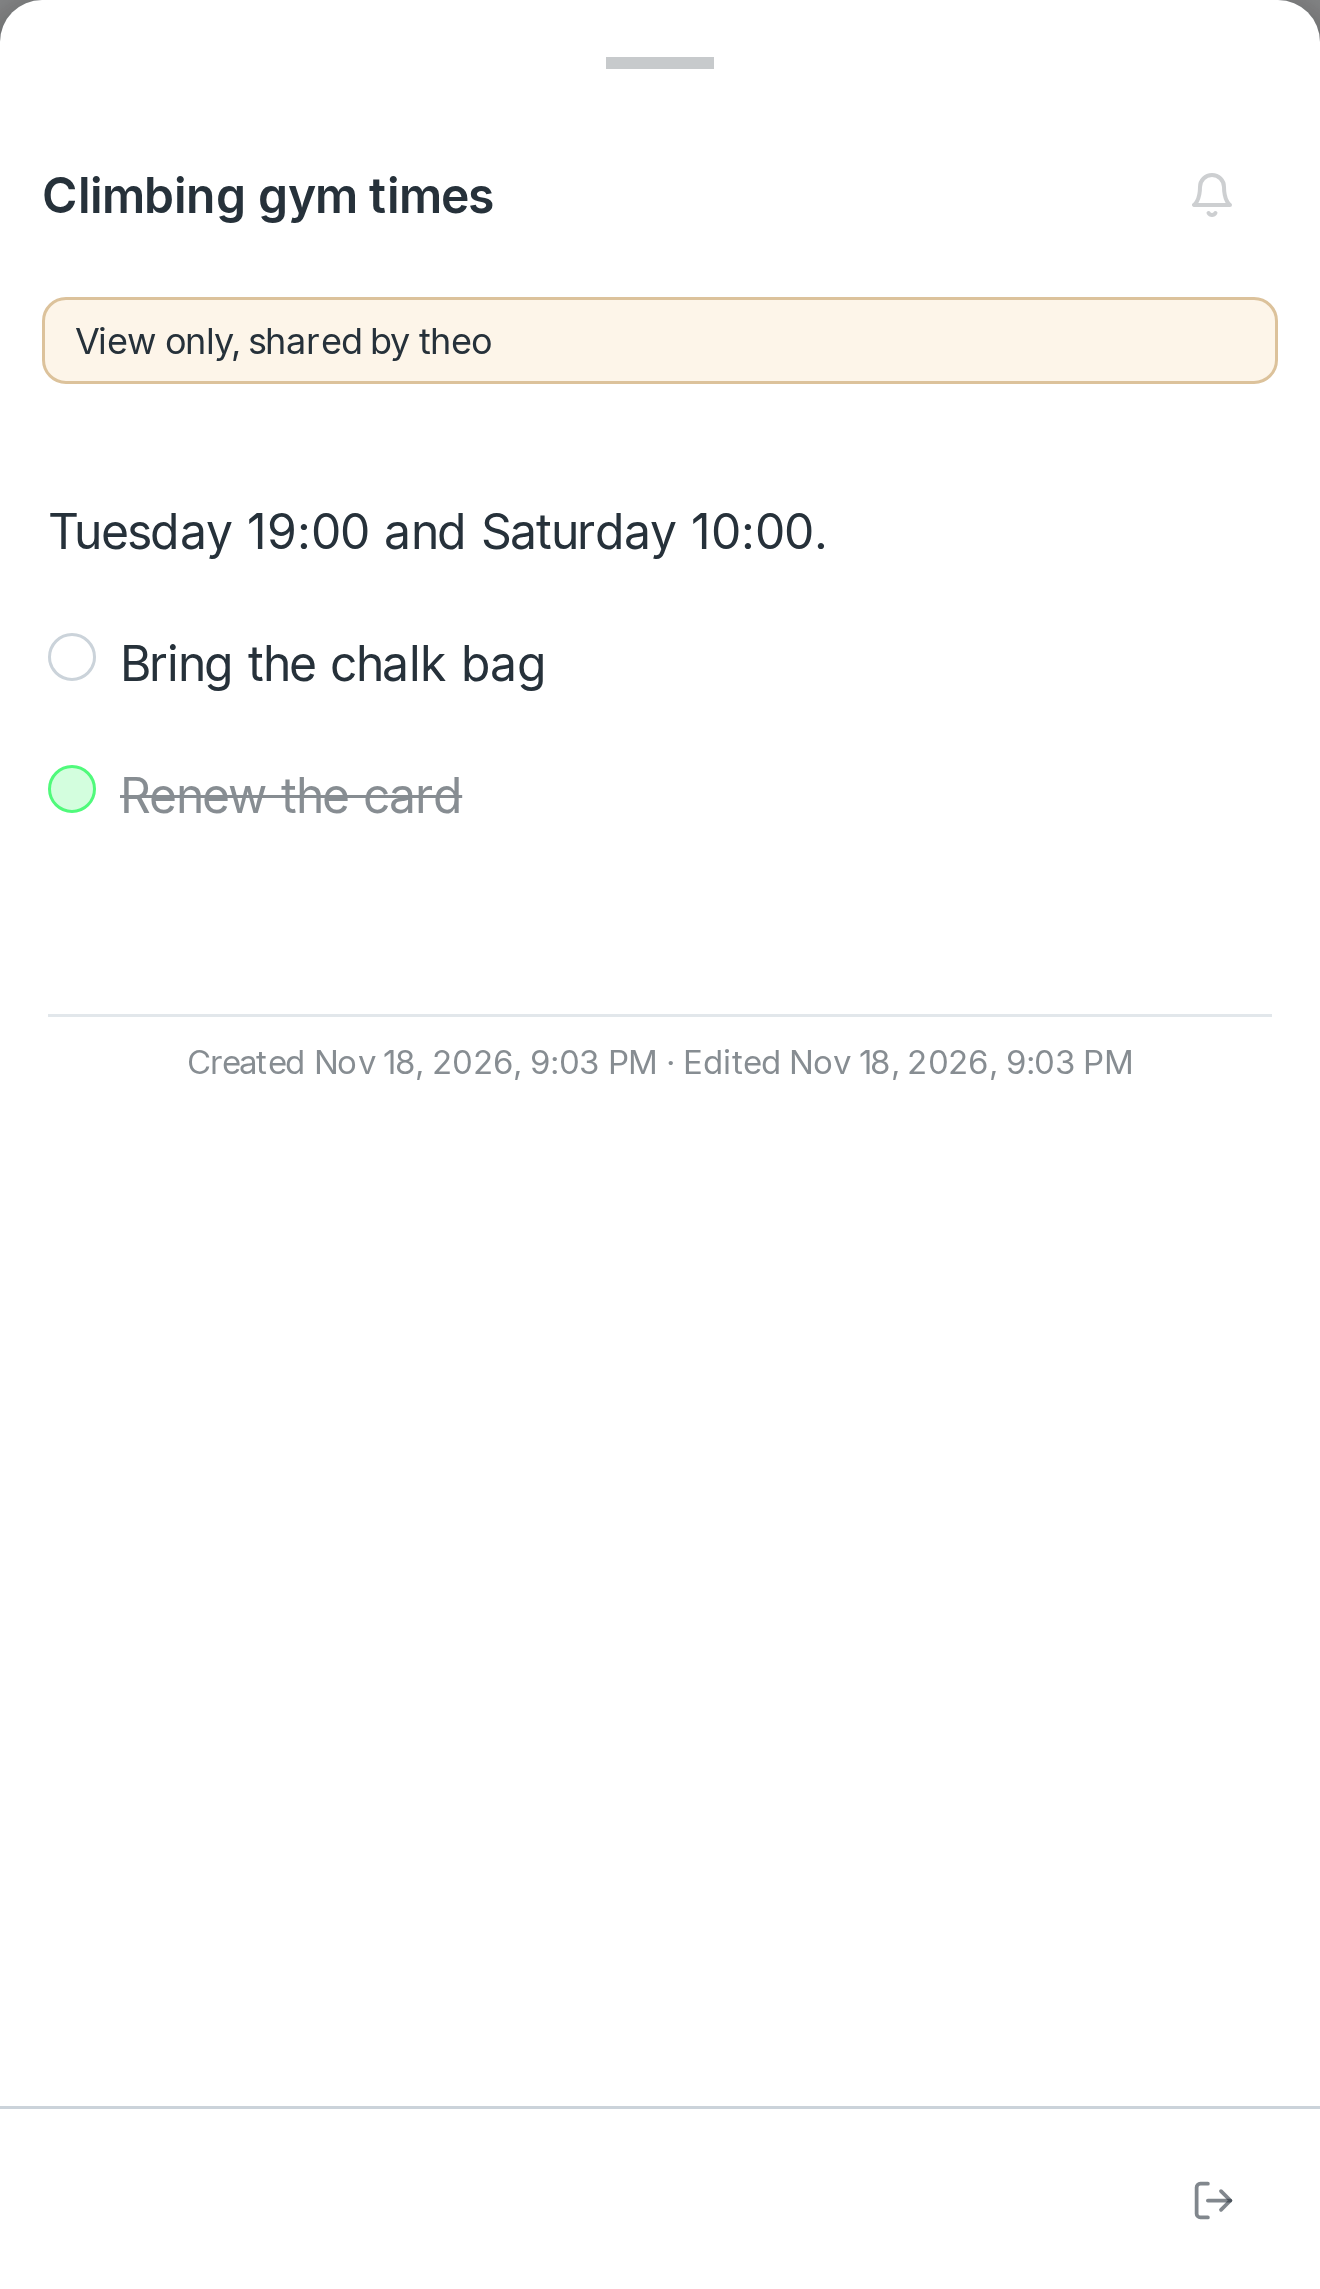 Climbing gym times
View only, shared by theo
Tuesday 19:00 and Saturday 10:00.
Bring the chalk bag
Renew the card
Created Nov 18, 2026, 9:03 PM · Edited Nov 18, 2026, 9:03 PM